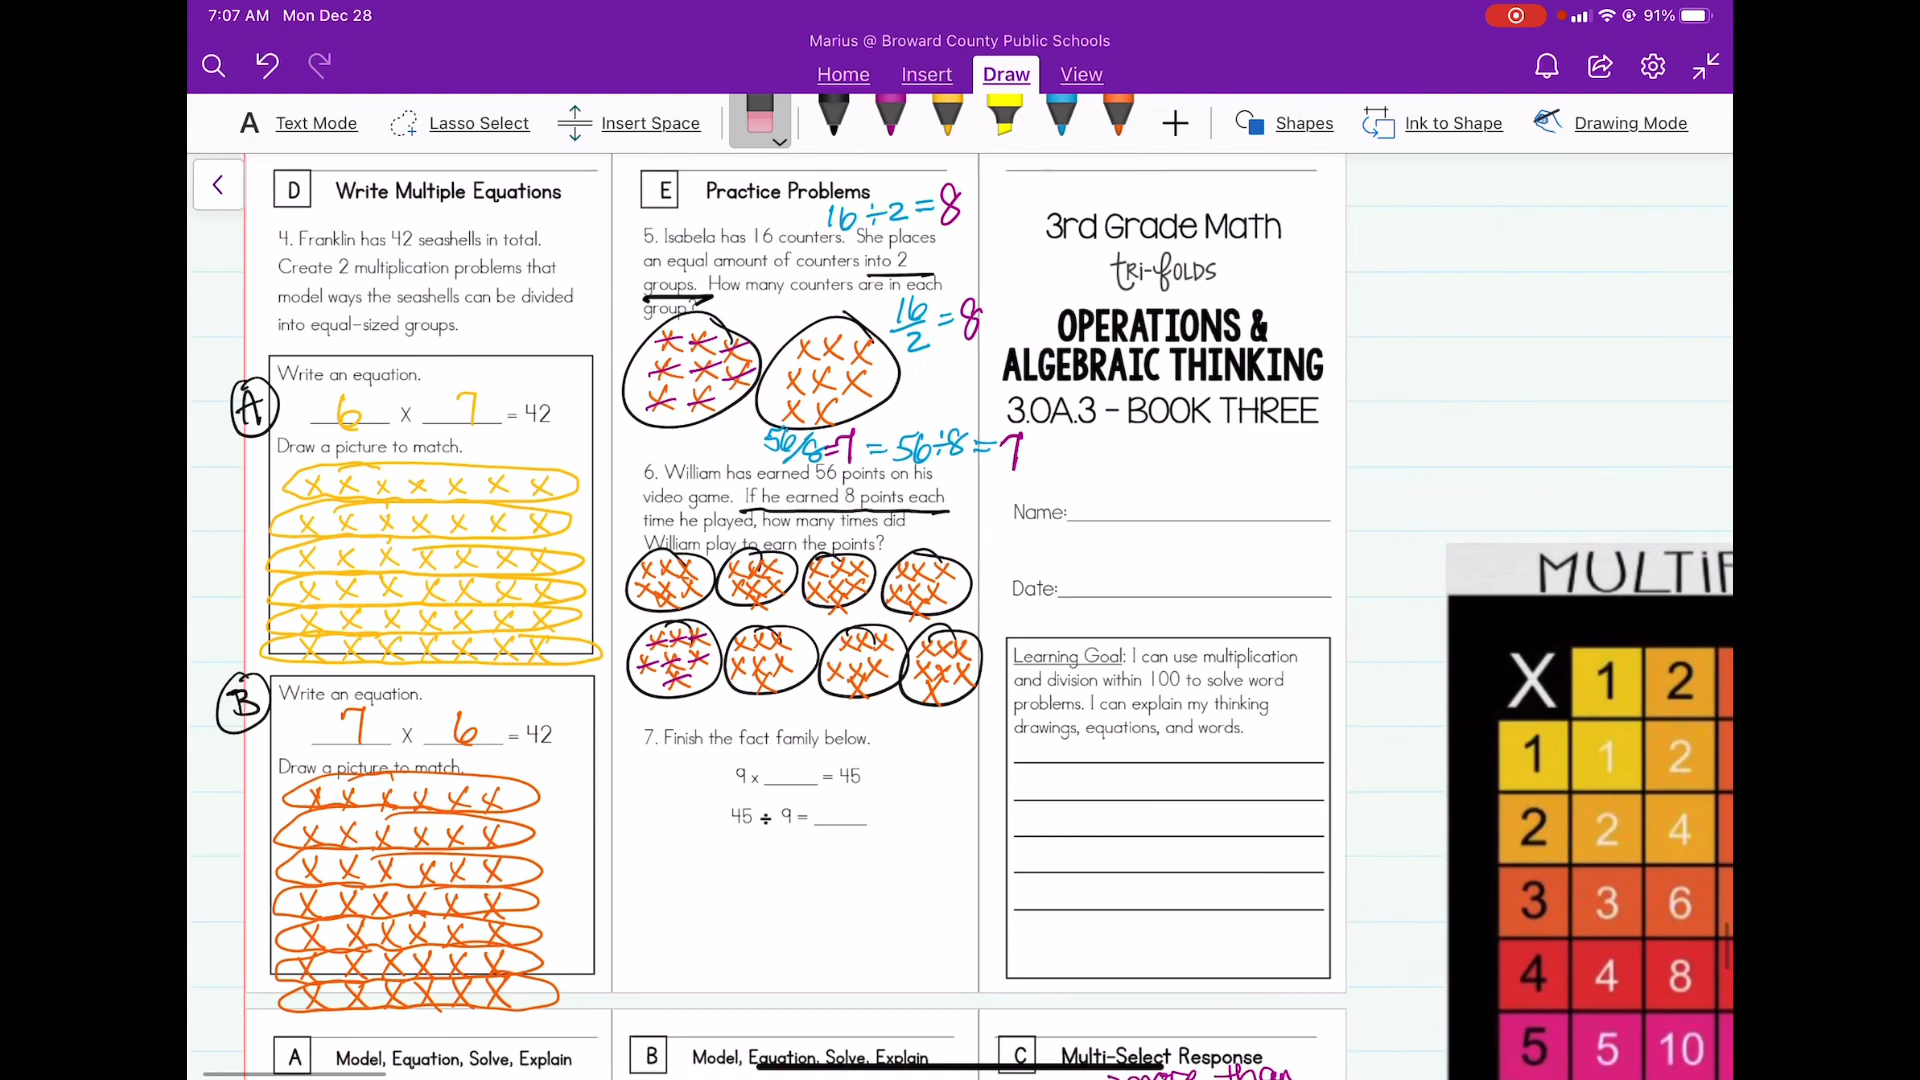 7:07 AM Mon Dec 28
91%
Marius @ Broward County Public Schools
Home Insert Draw View
A Text Mode Lasso Select Insert Space Shapes Ink to Shape Drawing Mode
D Write Multiple Equations
4. Franklin has 42 seashells in total.
Create 2 multiplication problems that
model ways the seashells can be divided
into equal-sized groups.
A
Write an equation.
6 X 7 = 42
Draw a picture to match.
X X X X X X X
X X X X X X X
X X X X X X X
X X X X X X X
X X X X X X X
X X X X X X X
B
Write an equation.
7 X 6 = 42
Draw a picture to match.
X X X X X X
X X X X X X
X X X X X X
X X X X X X
X X X X X X
X X X X X X
X X X X X X
E Practice Problems
16 ÷ 2 = 8
5. Isabela has 16 counters. She places
an equal amount of counters into 2
groups. How many counters are in each
group?
16/2 = 8
X X X X X X
X X X X X X
X X X X
56/8 = 7 = 56 ÷ 8 = 7
6. William has earned 56 points on his
video game. If he earned 8 points each
time he played, how many times did
William play to earn the points?
7. Finish the fact family below.
9 x ____ = 45
45 ÷ 9 = ____
3rd Grade Math
tri-folds
OPERATIONS &
ALGEBRAIC THINKING
3.OA.3 - BOOK THREE
Name:
Date:
Learning Goal: I can use multiplication
and division within 100 to solve word
problems. I can explain my thinking
drawings, equations, and words.
X 1 2
1 1 2
2 2 4
3 3 6
4 4 8
5 5 10
A Model, Equation, Solve, Explain
B Model, Equation, Solve, Explain
C Multi-Select Response